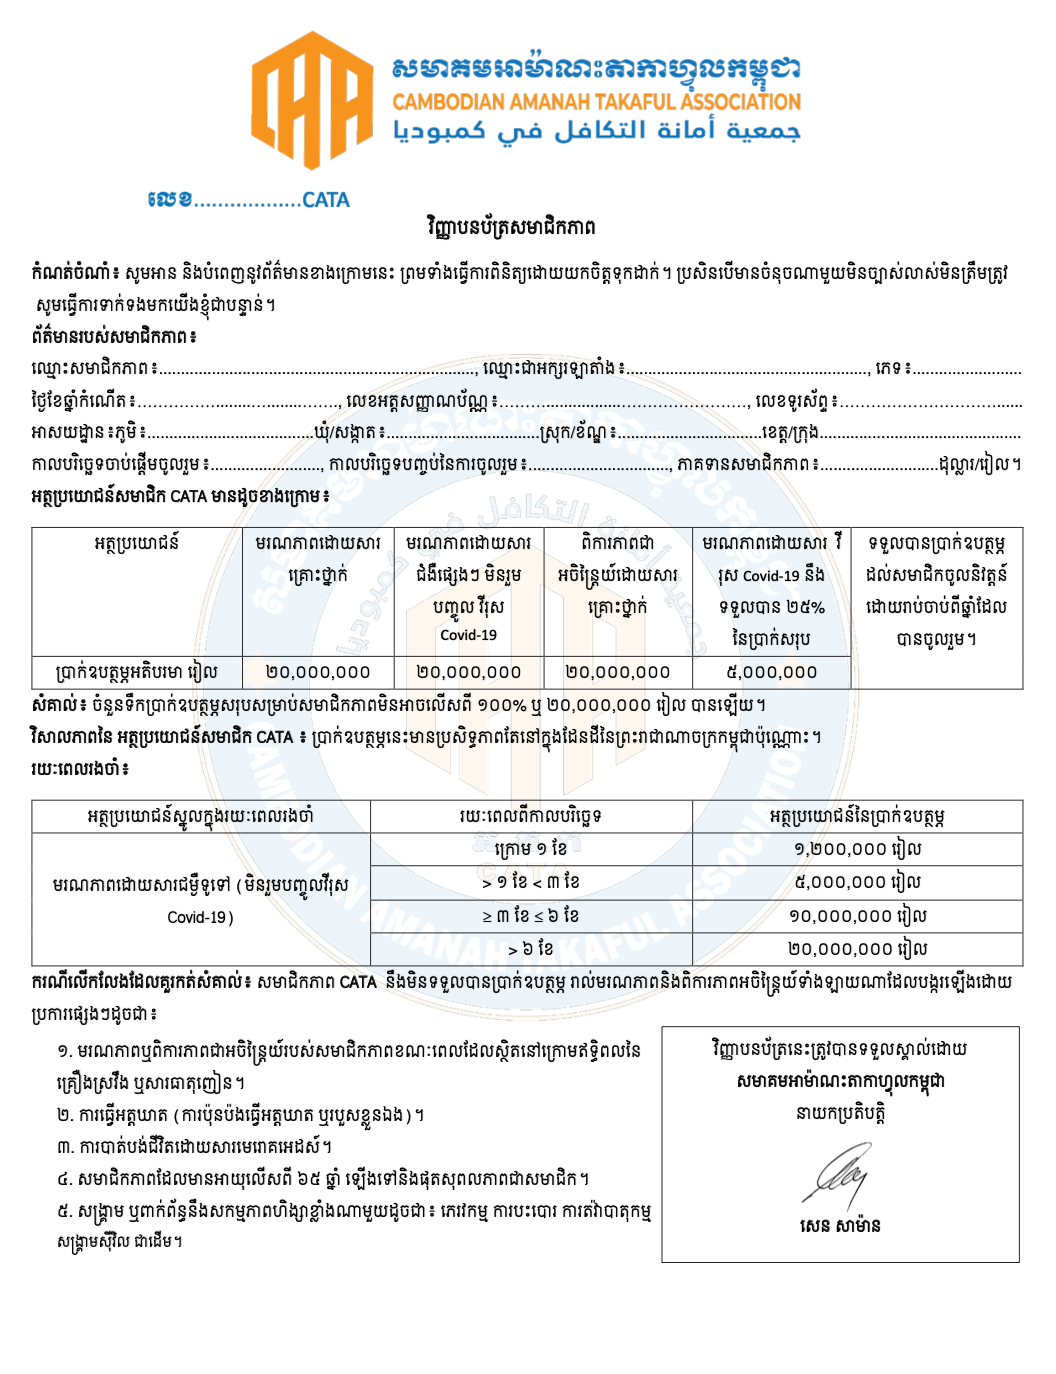 សមាគមអាម៉ាណះតាកាហ្វុលកម្ពុជា
CAMBODIAN AMANAH TAKAFUL ASSOCIATION
جمعية أمانة التكافل في كمبوديا
លេខ..................CATA
វិញ្ញាបនប័ត្រសមាជិកភាព
កំណត់ចំណាំ៖ សូមអាន និងបំពេញនូវព័ត៌មានខាងក្រោមនេះ ព្រមទាំងធ្វើការពិនិត្យដោយយកចិត្តទុកដាក់។ ប្រសិនបើមានចំនុចណាមួយមិនច្បាស់លាស់មិនត្រឹមត្រូវ
សូមធ្វើការទាក់ទងមកយើងខ្ញុំជាបន្ទាន់។
ព័ត៌មានរបស់សមាជិកភាព៖
ឈ្មោះសមាជិកភាព៖........................................................................, ឈ្មោះជាអក្សរឡាតាំង៖......................................................., ភេទ៖.........................
ថ្ងៃខែឆ្នាំកំណើត៖..............................................., លេខអត្តសញ្ញាណប័ណ្ណ៖........................................................., លេខទូរស័ព្ទ៖..........................................
អាសយដ្ឋាន៖ភូមិ៖......................................ឃុំ/សង្កាត៖...................................ស្រុក/ខ័ណ្ឌ៖.................................ខេត្ត/ក្រុង..............................................
កាលបរិច្ឆេទចាប់ផ្តើមចូលរួម៖........................., កាលបរិច្ឆេទបញ្ចប់នៃការចូលរួម៖................................, ភាគទានសមាជិកភាព៖...........................ដុល្លារ/រៀល។
អត្ថប្រយោជន៍សមាជិក CATA មានដូចខាងក្រោម៖
អត្ថប្រយោជន៍
មរណភាពដោយសារ
គ្រោះថ្នាក់
មរណភាពដោយសារ
ជំងឺផ្សេងៗ មិនរួម
បញ្ចូល វីរុស
Covid-19
ពិការភាពជា
អចិន្ត្រៃយ៍ដោយសារ
គ្រោះថ្នាក់
មរណភាពដោយសារ វី
រុស Covid-19 នឹង
ទទួលបាន ២៥%
នៃប្រាក់សរុប
ទទួលបានប្រាក់ឧបត្ថម្ភ
ដល់សមាជិកចូលនិវត្តន៍
ដោយរាប់ចាប់ពីឆ្នាំដែល
បានចូលរួម។
ប្រាក់ឧបត្ថម្ភអតិបរមា រៀល
២០,០០០,០០០
២០,០០០,០០០
២០,០០០,០០០
៥,០០០,០០០
សំគាល់៖ ចំនួនទឹកប្រាក់ឧបត្ថម្ភសរុបសម្រាប់សមាជិកភាពមិនអាចលើសពី ១០០% ឬ ២០,០០០,០០០ រៀល បានឡើយ។
វិសាលភាពនៃ អត្ថប្រយោជន៍សមាជិក CATA ៖ ប្រាក់ឧបត្ថម្ភនេះមានប្រសិទ្ធភាពតែនៅក្នុងដែនដីនៃព្រះរាជាណាចក្រកម្ពុជាប៉ុណ្ណោះ។
រយៈពេលរងចាំ៖
អត្ថប្រយោជន៍ស្នូលក្នុងរយៈពេលរងចាំ
រយៈពេលពីកាលបរិច្ឆេទ
អត្ថប្រយោជន៍នៃប្រាក់ឧបត្ថម្ភ
មរណភាពដោយសារជម្ងឺទូទៅ (មិនរួមបញ្ចូលវីរុស
Covid-19)
ក្រោម ១ ខែ
១,២០០,០០០ រៀល
> ១ ខែ < ៣ ខែ
៥,០០០,០០០ រៀល
≥ ៣ ខែ ≤ ៦ ខែ
១០,០០០,០០០ រៀល
> ៦ ខែ
២០,០០០,០០០ រៀល
ករណីលើកលែងដែលគួរកត់សំគាល់៖ សមាជិកភាព CATA នឹងមិនទទួលបានប្រាក់ឧបត្ថម្ភ រាល់មរណភាពនិងពិការភាពអចិន្ត្រៃយ៍ទាំងឡាយណាដែលបង្ករឡើងដោយ
ប្រការផ្សេងៗដូចជា៖
១. មរណភាពឬពិការភាពជាអចិន្ត្រៃយ៍របស់សមាជិកភាពខណៈពេលដែលស្ថិតនៅក្រោមឥទ្ធិពលនៃ
គ្រឿងស្រវឹង ឬសារធាតុញៀន។
២. ការធ្វើអត្តឃាត (ការប៉ុនប៉ងធ្វើអត្តឃាត ឬរបួសខ្លួនឯង)។
៣. ការបាត់បង់ជីវិតដោយសារមេរោគអេដស៍។
៤. សមាជិកភាពដែលមានអាយុលើសពី ៦៥ ឆ្នាំ ឡើងទៅនិងផុតសុពលភាពជាសមាជិក។
៥. សង្គ្រាម ឬពាក់ព័ន្ធនឹងសកម្មភាពហិង្សាខ្លាំងណាមួយដូចជា៖ ភេរវកម្ម ការបះបោរ ការតវ៉ាបាតុកម្ម
សង្គ្រាមស៊ីវិល ជាដើម។
វិញ្ញាបនប័ត្រនេះត្រូវបានទទួលស្គាល់ដោយ
សមាគមអាម៉ាណះតាកាហ្វុលកម្ពុជា
នាយកប្រតិបត្តិ
សេន សាម៉ាន